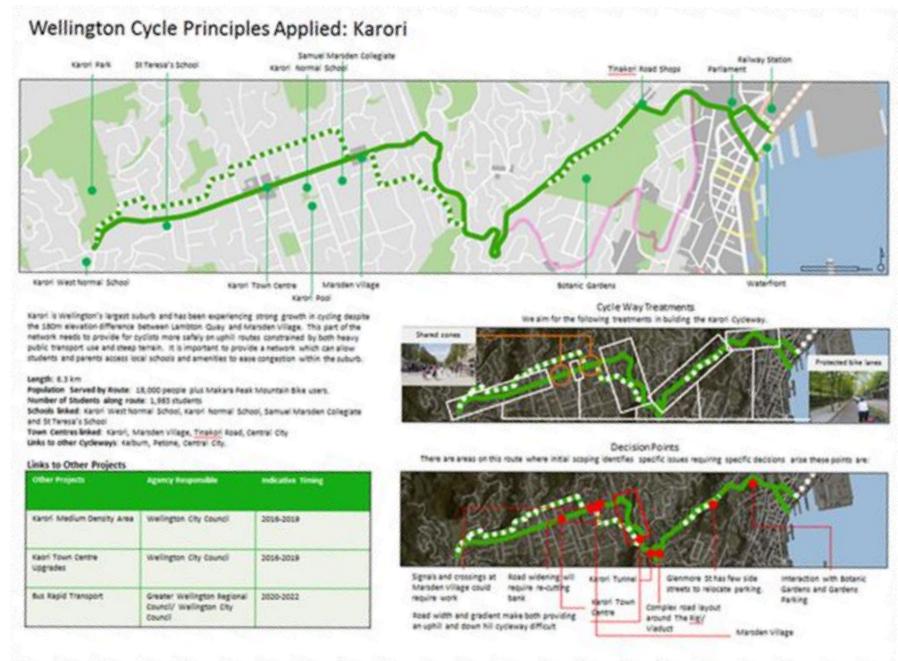 Wellington Cycle Principles Applied: Karori
Karori Park
St Teresa's School
Samuel Marsden Collegiate
Karori Normal School
Tinakori Road Shops
Parliament
Railway Station
Karori West Normal School
Karori Town Centre
Karori Pool
Marsden Village
Botanic Gardens
Waterfront
Karori is Wellington's largest suburb and has been experiencing strong growth in cycling despite
the 180m elevation difference between Lambton Quay and Marsden Village. This part of the
network needs to provide for cyclists more safely on uphill routes constrained by both heavy
public transport use and steep terrain. It is important to provide a network which can allow
students and parents access local schools and amenities to ease congestion within the suburb.
Length: 6.3 km
Population Served by Route: 18,000 people plus Makara Peak Mountain Bike users.
Number of Students along route: 1,983 students
Schools linked: Karori West Normal School, Karori Normal School, Samuel Marsden Collegiate
and St Teresa's School
Town Centres linked: Karori, Marsden Village, Tinakori Road, Central City
Links to other Cycleways: Kelburn, Petone, Central City.
Links to Other Projects
Other Projects Agency Responsible Indicative Timing
Karori Medium Density Area Wellington City Council 2016-2019
Kaori Town Centre Upgrades Wellington City Council 2016-2019
Bus Rapid Transport Greater Wellington Regional Council/ Wellington City Council 2020-2022
Cycle Way Treatments
We aim for the following treatments in building the Karori Cycleway.
Shared zones
Protected bike lanes
Decision Points
There are areas on this route where initial scoping identifies specific issues requiring specific decisions arise these points are:
Signals and crossings at
Marsden Village could
require work
Road widening will
require re-cutting
bank
Karori Tunnel
Glenmore St has few side
streets to relocate parking.
Interaction with Botanic
Gardens and Gardens
Parking
Road width and gradient make both providing
an uphill and down hill cycleway difficult
Karori Town
Centre
Complex road layout
around The Rigi/
Viaduct
Marsden Village